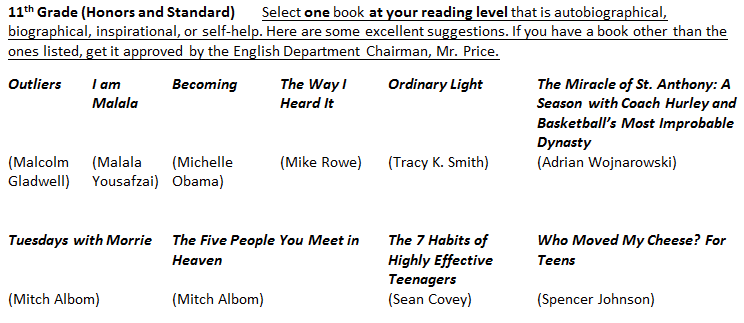 11th Grade (Honors and Standard) Select one book at your reading level that is autobiographical,
biographical, inspirational, or self-help. Here are some excellent suggestions. If you have a book other than the
ones listed, get it approved by the English Department Chairman, Mr. Price.
Outliers
(Malcolm
Gladwell)
I am
Malala
(Malala
Yousafzai)
Becoming
(Michelle
Obama)
The Way I
Heard It
(Mike Rowe)
Ordinary Light
(Tracy K. Smith)
The Miracle of St. Anthony: A
Season with Coach Hurley and
Basketball’s Most Improbable
Dynasty
(Adrian Wojnarowski)
Tuesdays with Morrie
(Mitch Albom)
The Five People You Meet in
Heaven
(Mitch Albom)
The 7 Habits of
Highly Effective
Teenagers
(Sean Covey)
Who Moved My Cheese? For
Teens
(Spencer Johnson)